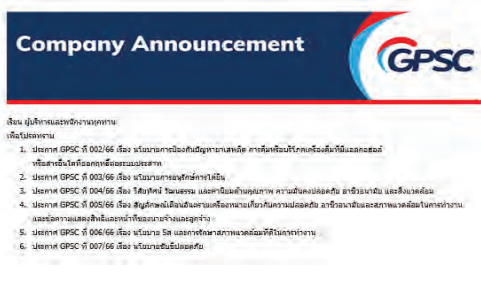 Company Announcement
GPSC
เรียน ผู้บริหารและพนักงานทุกท่าน
เพื่อโปรดทราบ
1. ประกาศ GPSC ที่ 002/66 เรื่อง นโยบายการป้องกันปัญหายาเสพติด การดื่มหรือบริโภคเครื่องดื่มที่มีแอลกอฮอล์
หรือสารอื่นใดที่ออกฤทธิ์ต่อระบบประสาท
2. ประกาศ GPSC ที่ 003/66 เรื่อง นโยบายการอนุรักษ์การได้ยิน
3. ประกาศ GPSC ที่ 004/66 เรื่อง วิสัยทัศน์ วัฒนธรรม และค่านิยมด้านคุณภาพ ความมั่นคงปลอดภัย อาชีวอนามัย และสิ่งแวดล้อม
4. ประกาศ GPSC ที่ 005/66 เรื่อง สัญลักษณ์เตือนอันตรายเครื่องหมายเกี่ยวกับความปลอดภัย อาชีวอนามัยและสภาพแวดล้อมในการทำงาน
และข้อความแสดงสิทธิและหน้าที่ของนายจ้างและลูกจ้าง
5. ประกาศ GPSC ที่ 006/66 เรื่อง นโยบาย 5ส และการรักษาสภาพแวดล้อมที่ดีในการทำงาน
6. ประกาศ GPSC ที่ 007/66 เรื่อง นโยบายขับขี่ปลอดภัย